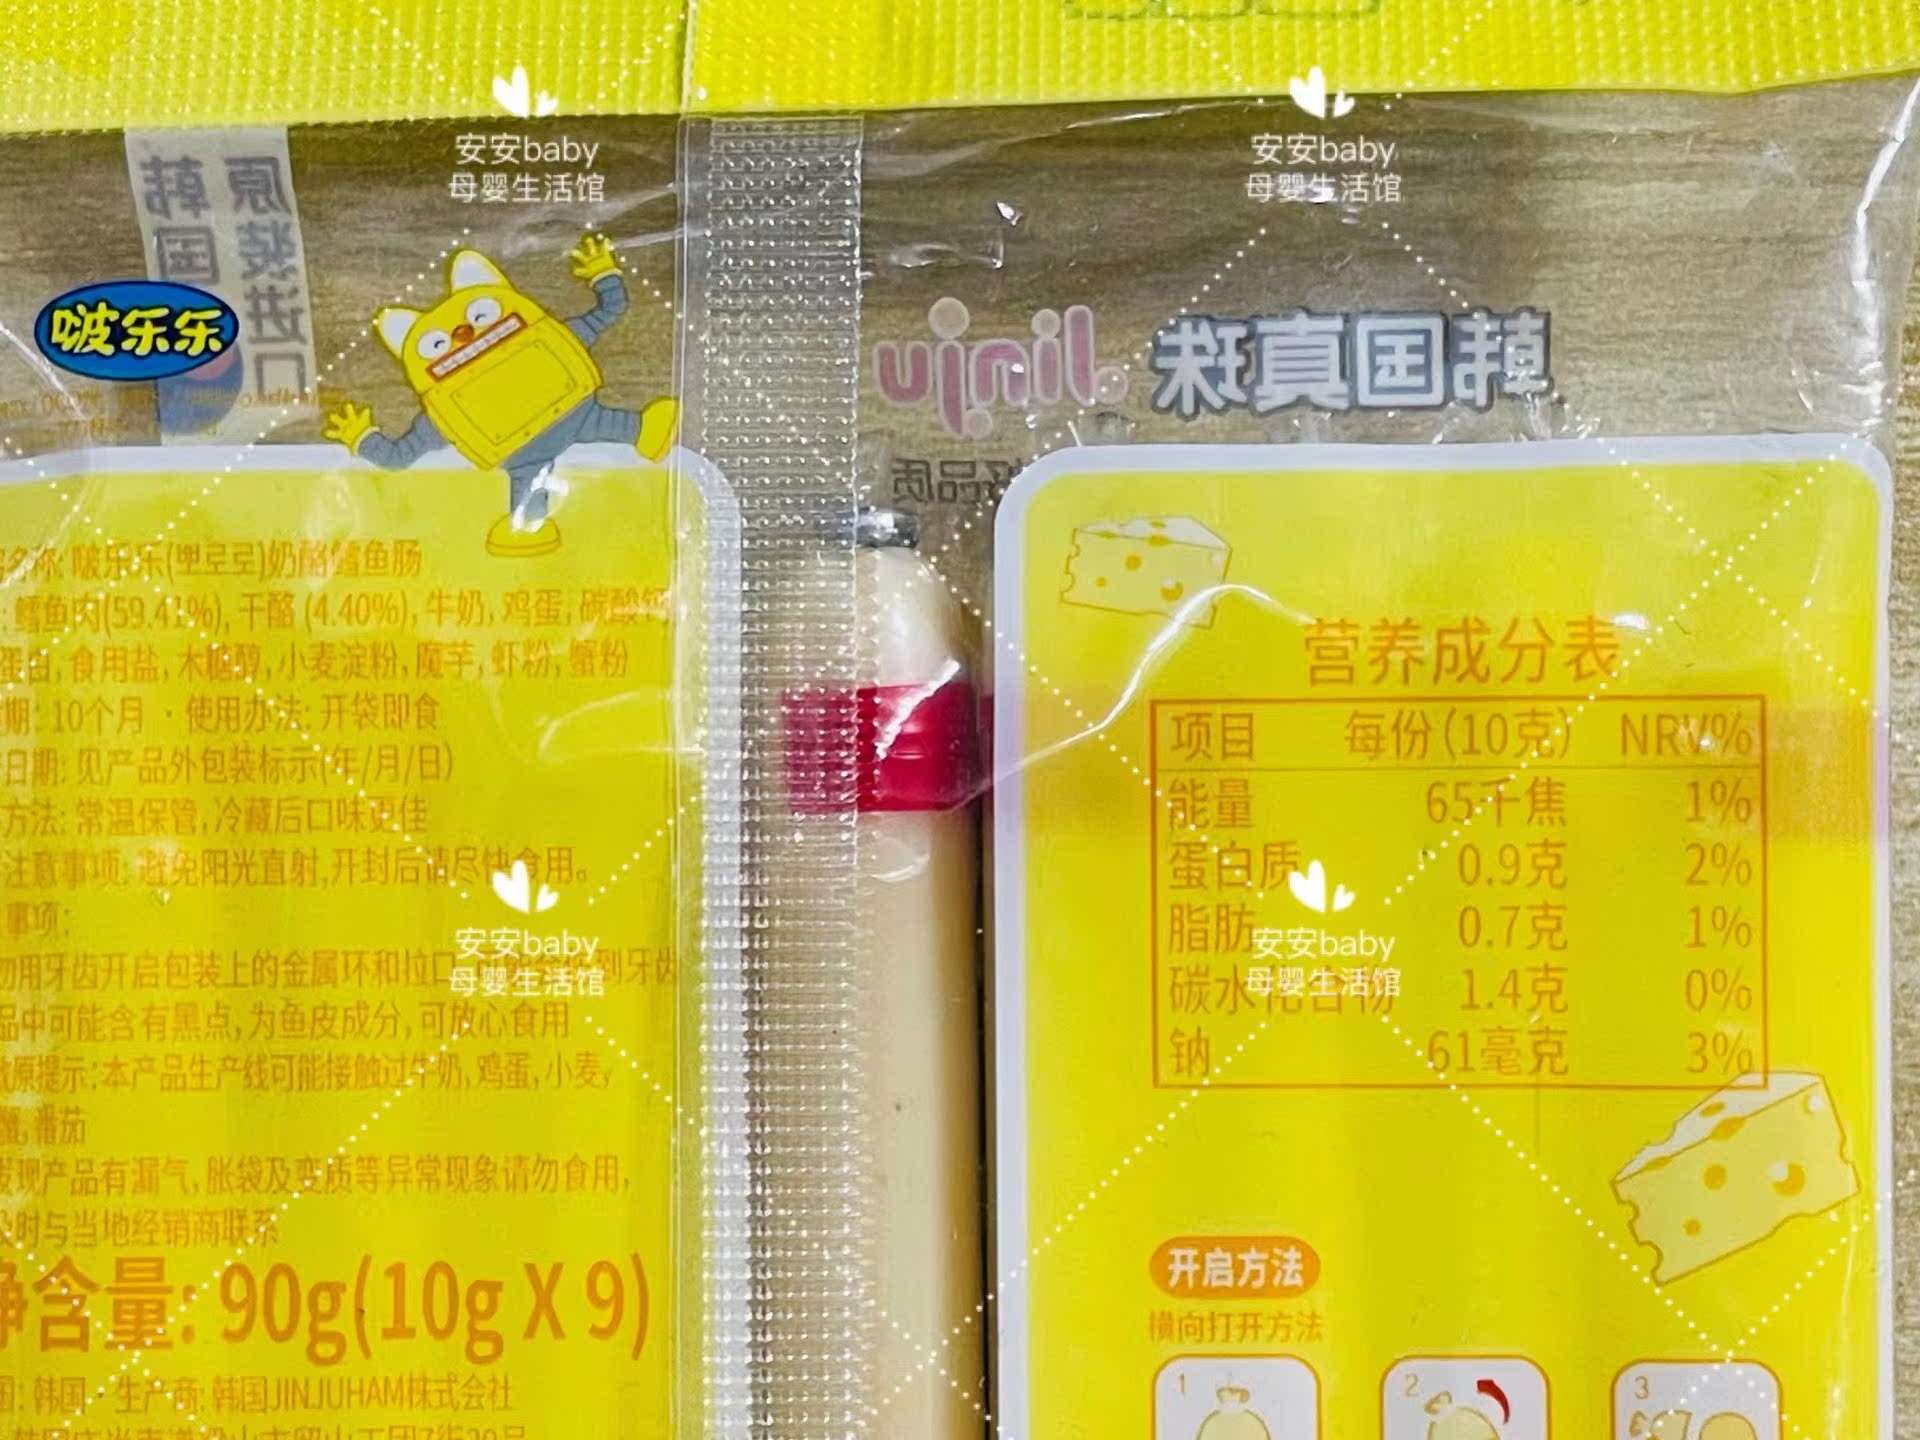 安安baby
母婴生活馆
安安baby
母婴生活馆
原装进口
韩国
啵乐乐
Jinju
韩国真珠
品质
名称: 啵乐乐(뽀로로)奶酪鳕鱼肠
: 鳕鱼肉(59.41%), 干酪 (4.40%), 牛奶, 鸡蛋, 碳酸钙
蛋白, 食用盐, 木糖醇, 小麦淀粉, 魔芋, 虾粉, 蟹粉
期: 10个月 · 使用办法: 开袋即食
日期: 见产品外包装标示(年/月/日)
方法: 常温保管, 冷藏后口味更佳
注意事项: 避免阳光直射, 开封后请尽快食用。
事项:
勿用牙齿开启包装上的金属环和拉口 到牙齿
品中可能含有黑点, 为鱼皮成分, 可放心食用
敏原提示: 本产品生产线可能接触过牛奶, 鸡蛋, 小麦,
蟹, 番茄
发现产品有漏气, 胀袋及变质等异常现象请勿食用,
及时与当地经销商联系
净含量: 90g(10g X 9)
国: 韩国 · 生产商: 韩国JINJUHAM株式会社
营养成分表
项目 每份(10克) NRV%
能量 65千焦 1%
蛋白质 0.9克 2%
脂肪 0.7克 1%
碳水化合物 1.4克 0%
钠 61毫克 3%
安安baby
母婴生活馆
安安baby
母婴生活馆
开启方法
横向打开方法
1
2
3